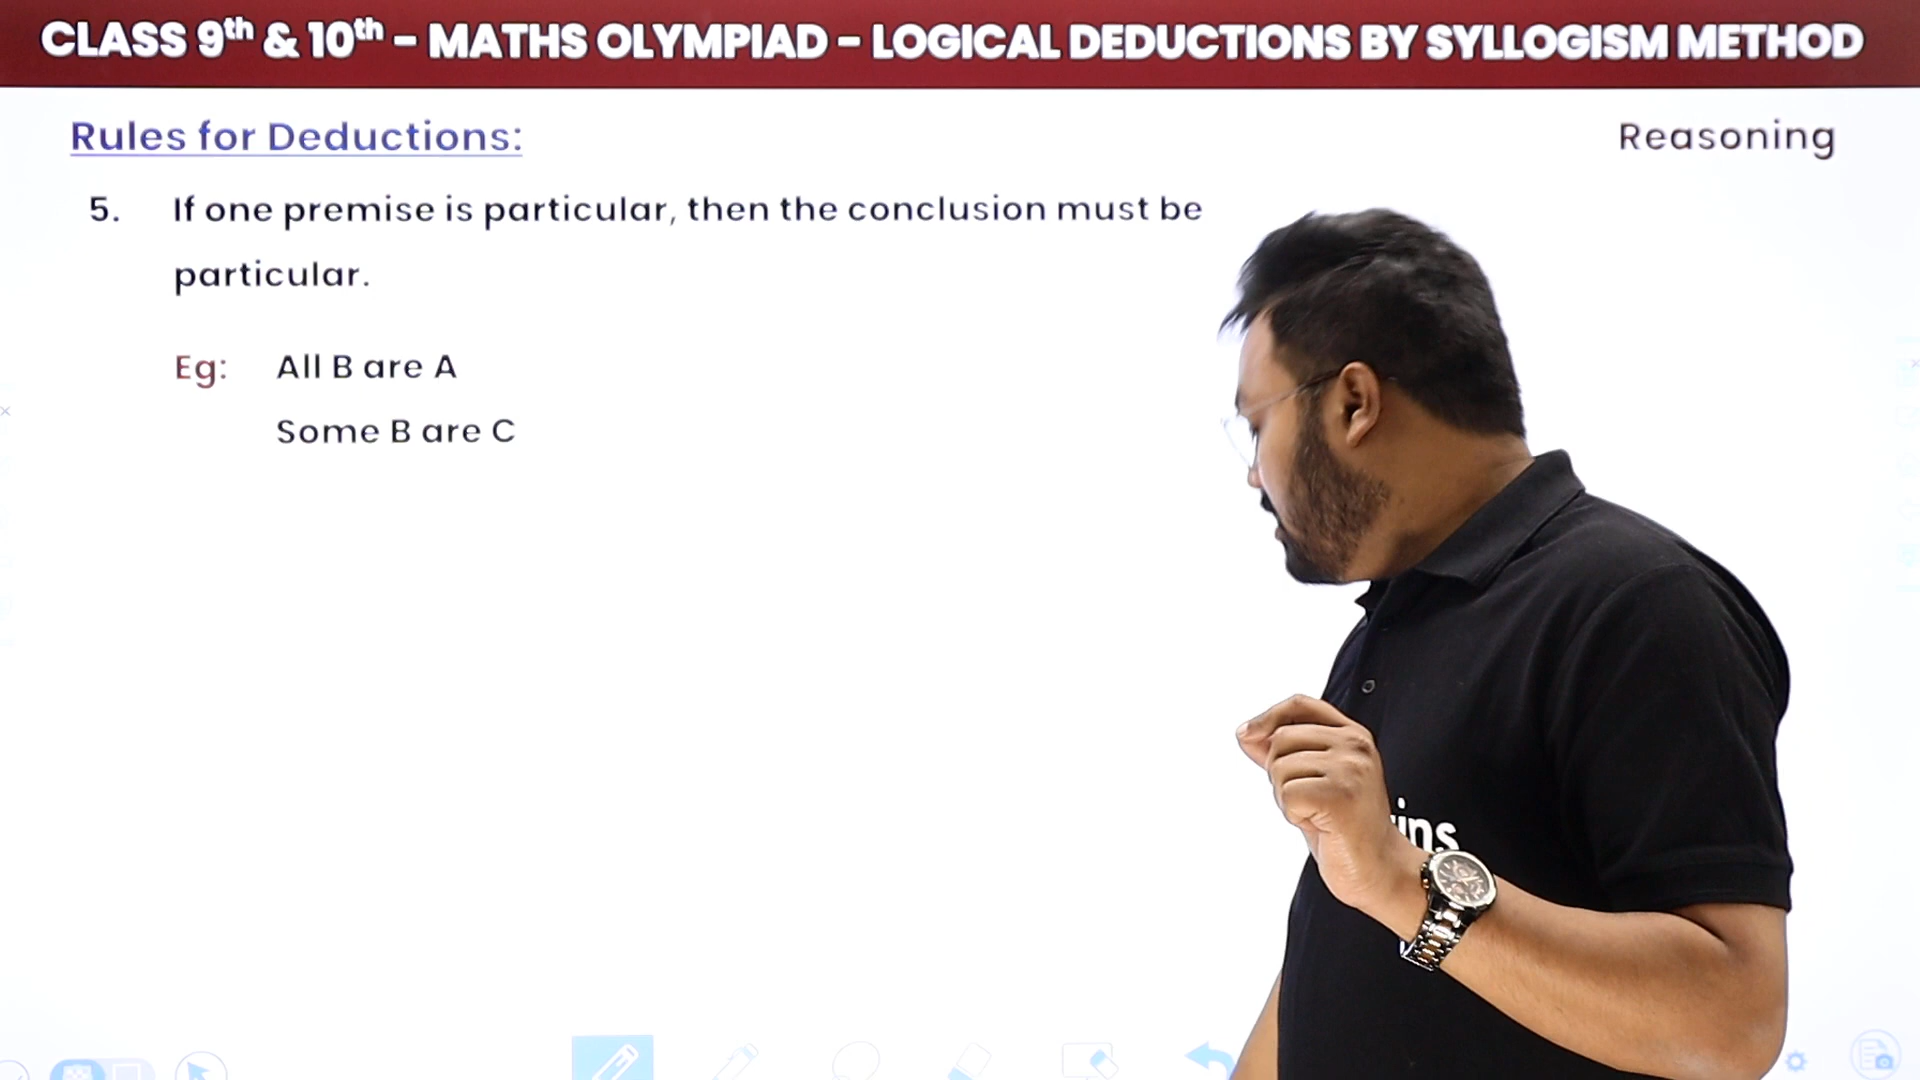 CLASS 9th & 10th - MATHS OLYMPIAD - LOGICAL DEDUCTIONS BY SYLLOGISM METHOD
Rules for Deductions:
Reasoning
5. If one premise is particular, then the conclusion must be
particular.
Eg: All B are A
Some B are C